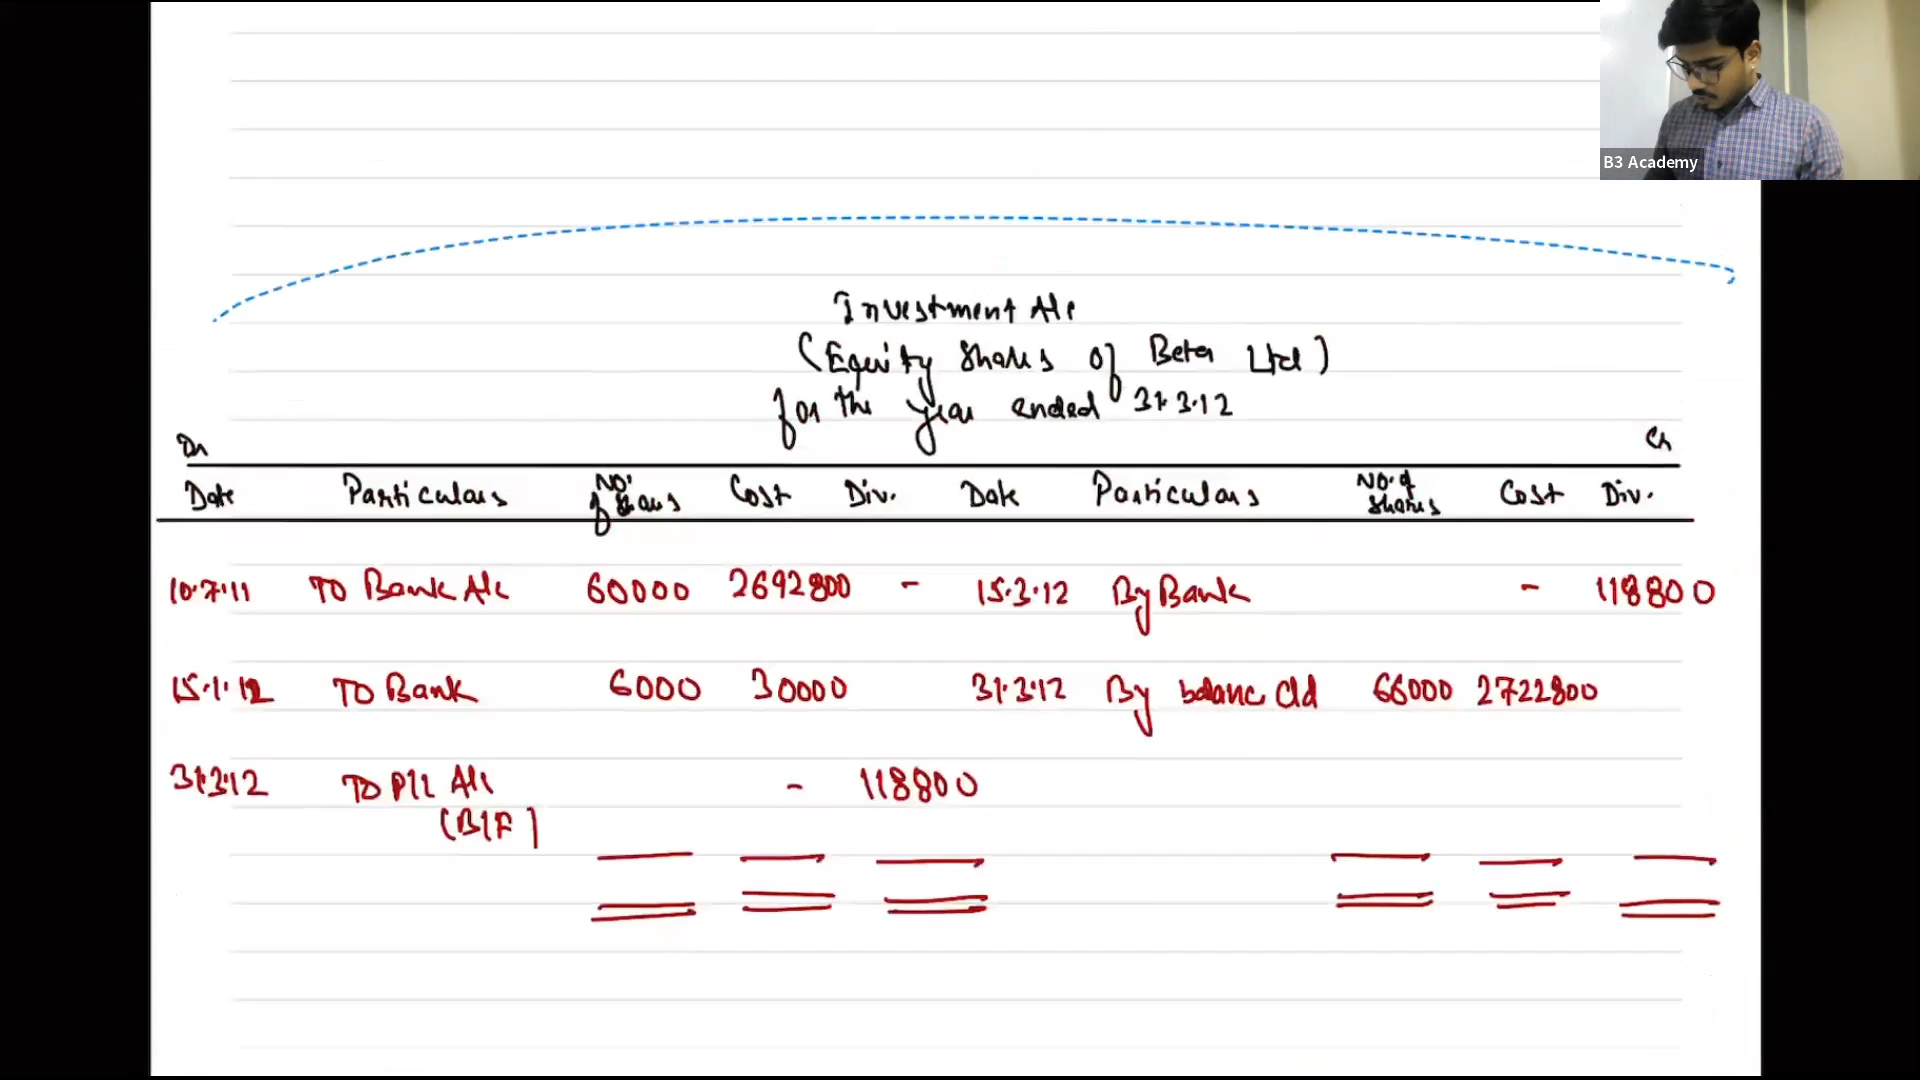 B3 Academy
Investment A/c
(Equity Shares of Beta Ltd)
for the year ended 31.3.12
Dr Cr
Date Particulars No. of Shares Cost Div. Date Particulars No. of Shares Cost Div.
10.7.11 To Bank A/c 60000 2692800 - 15.3.12 By Bank - 118800
15.1.12 To Bank 6000 30000 31.3.12 By balanc c/d 66000 2722800
31.3.12 To P/L A/c - 118800
(B/F)